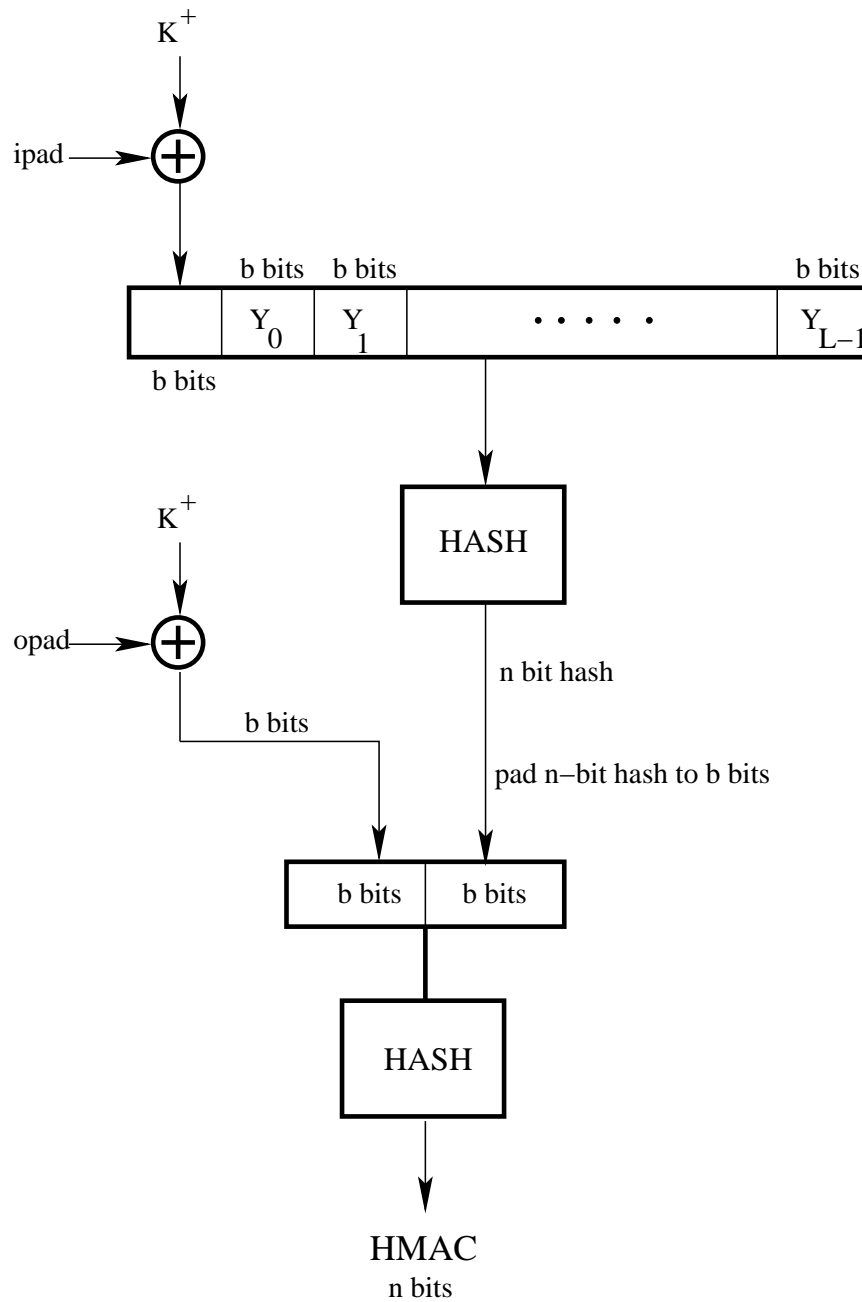 K+
ipad
b bits b bits b bits
Y0 Y1 . . . . . YL−1
b bits
K+
HASH
opad
n bit hash
b bits
pad n−bit hash to b bits
b bits b bits
HASH
HMAC
n bits